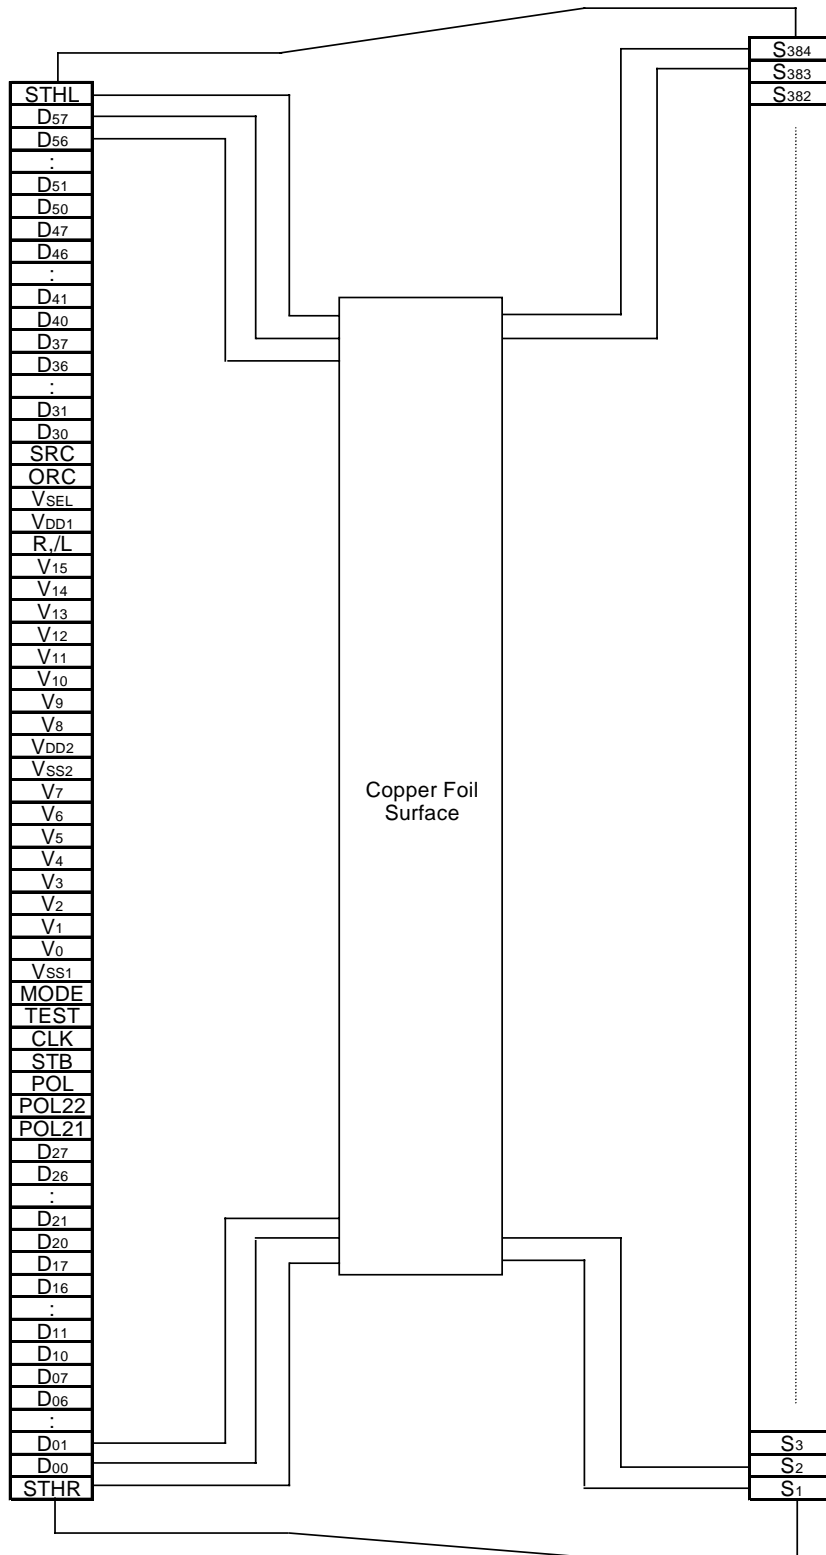 STHL
D57
D56
:
D51
D50
D47
D46
:
D41
D40
D37
D36
:
D31
D30
SRC
ORC
VSEL
VDD1
R,/L
V15
V14
V13
V12
V11
V10
V9
V8
VDD2
VSS2
V7
V6
V5
V4
V3
V2
V1
V0
VSS1
MODE
TEST
CLK
STB
POL
POL22
POL21
D27
D26
:
D21
D20
D17
D16
:
D11
D10
D07
D06
:
D01
D00
STHR
Copper Foil
Surface
S384
S383
S382
S3
S2
S1